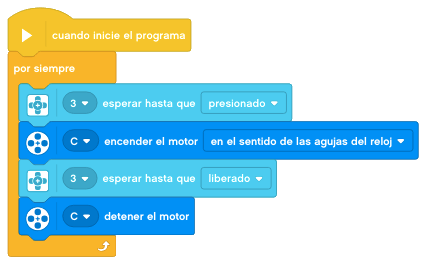 cuando inicie el programa
por siempre
3 esperar hasta que presionado
C encender el motor en el sentido de las agujas del reloj
3 esperar hasta que liberado
C detener el motor